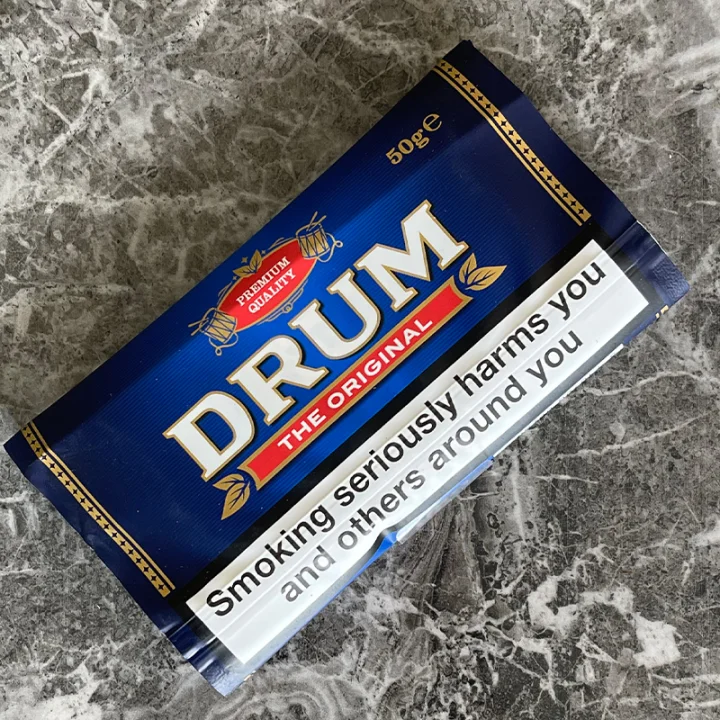 50g ℮
PREMIUM
QUALITY
DRUM
THE ORIGINAL
Smoking seriously harms you
and others around you